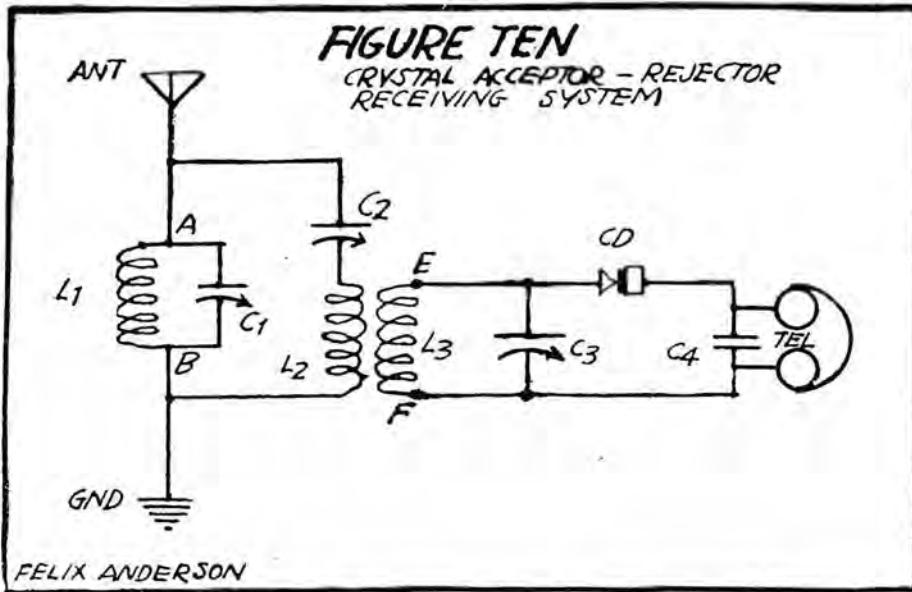 FIGURE TEN
CRYSTAL ACCEPTOR - REJECTOR
RECEIVING SYSTEM
ANT
A
C2
L1
C1
B
L2
E
L3
F
C3
CD
C4
TEL
GND
FELIX ANDERSON